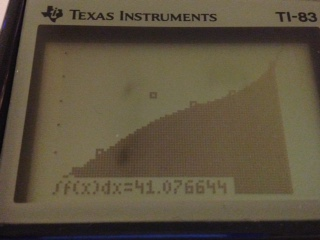 TEXAS INSTRUMENTS TI-83
∫f(x)dx=41.076644